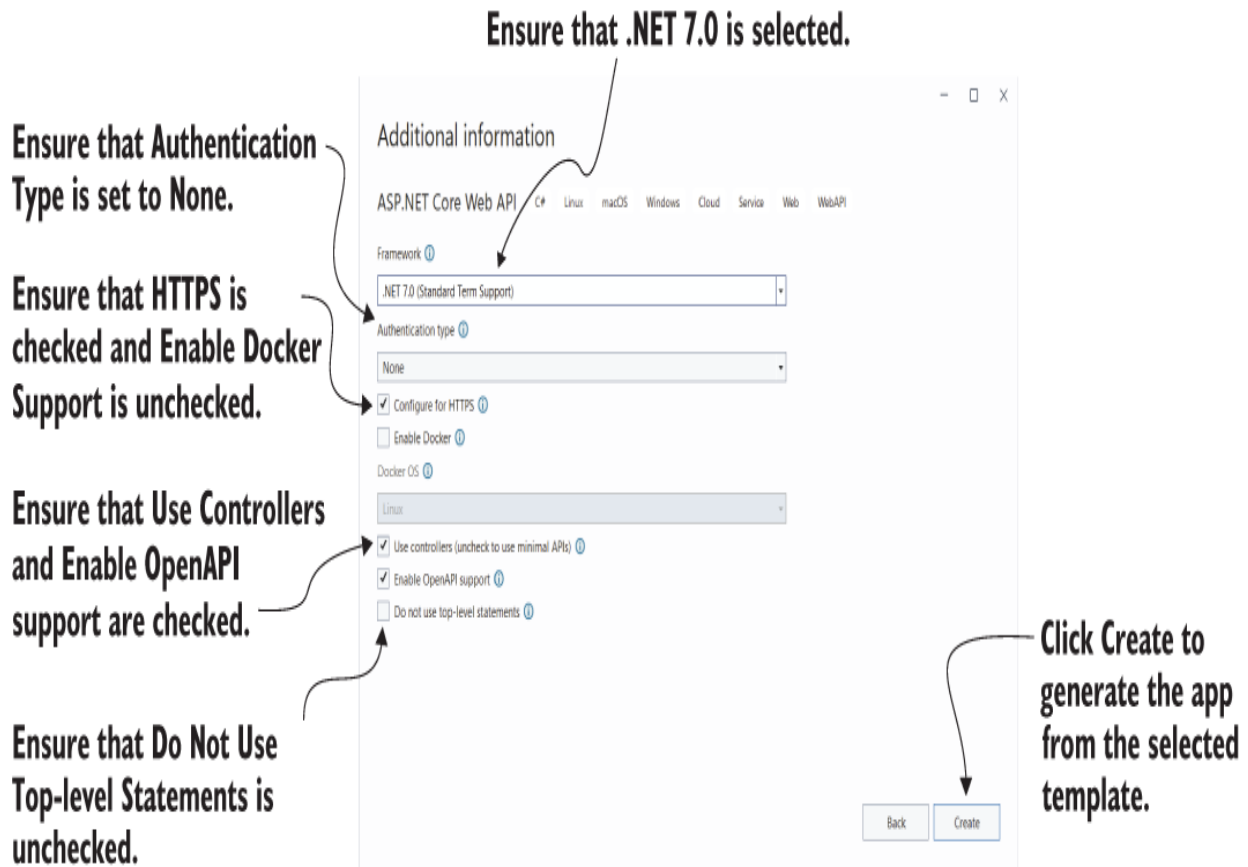 Ensure that .NET 7.0 is selected.
Ensure that Authentication
Type is set to None.
Ensure that HTTPS is
checked and Enable Docker
Support is unchecked.
Ensure that Use Controllers
and Enable OpenAPI
support are checked.
Ensure that Do Not Use
Top-level Statements is
unchecked.
Additional information
ASP.NET Core Web API C# Linux macOS Windows Cloud Service Web WebAPI
Framework
.NET 7.0 (Standard Term Support)
Authentication type
None
Configure for HTTPS
Enable Docker
Docker OS
Linux
Use controllers (uncheck to use minimal APIs)
Enable OpenAPI support
Do not use top-level statements
Back Create
Click Create to
generate the app
from the selected
template.